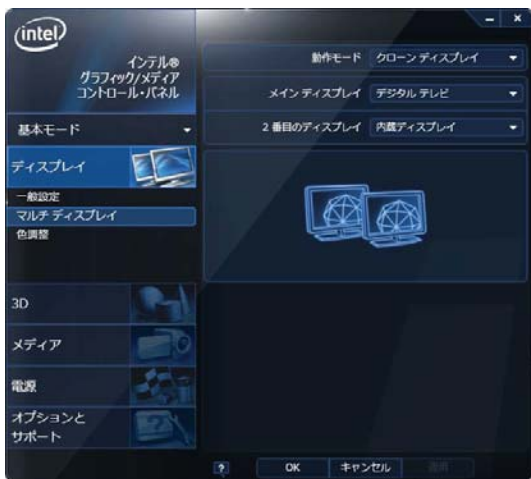 intel
インテル®
グラフィック/メディア
コントロール・パネル
基本モード
ディスプレイ
一般設定
マルチ ディスプレイ
色調整
3D
メディア
電源
オプションと
サポート
動作モード クローン ディスプレイ
メイン ディスプレイ デジタル テレビ
2 番目のディスプレイ 内蔵ディスプレイ
? OK キャンセル 適用